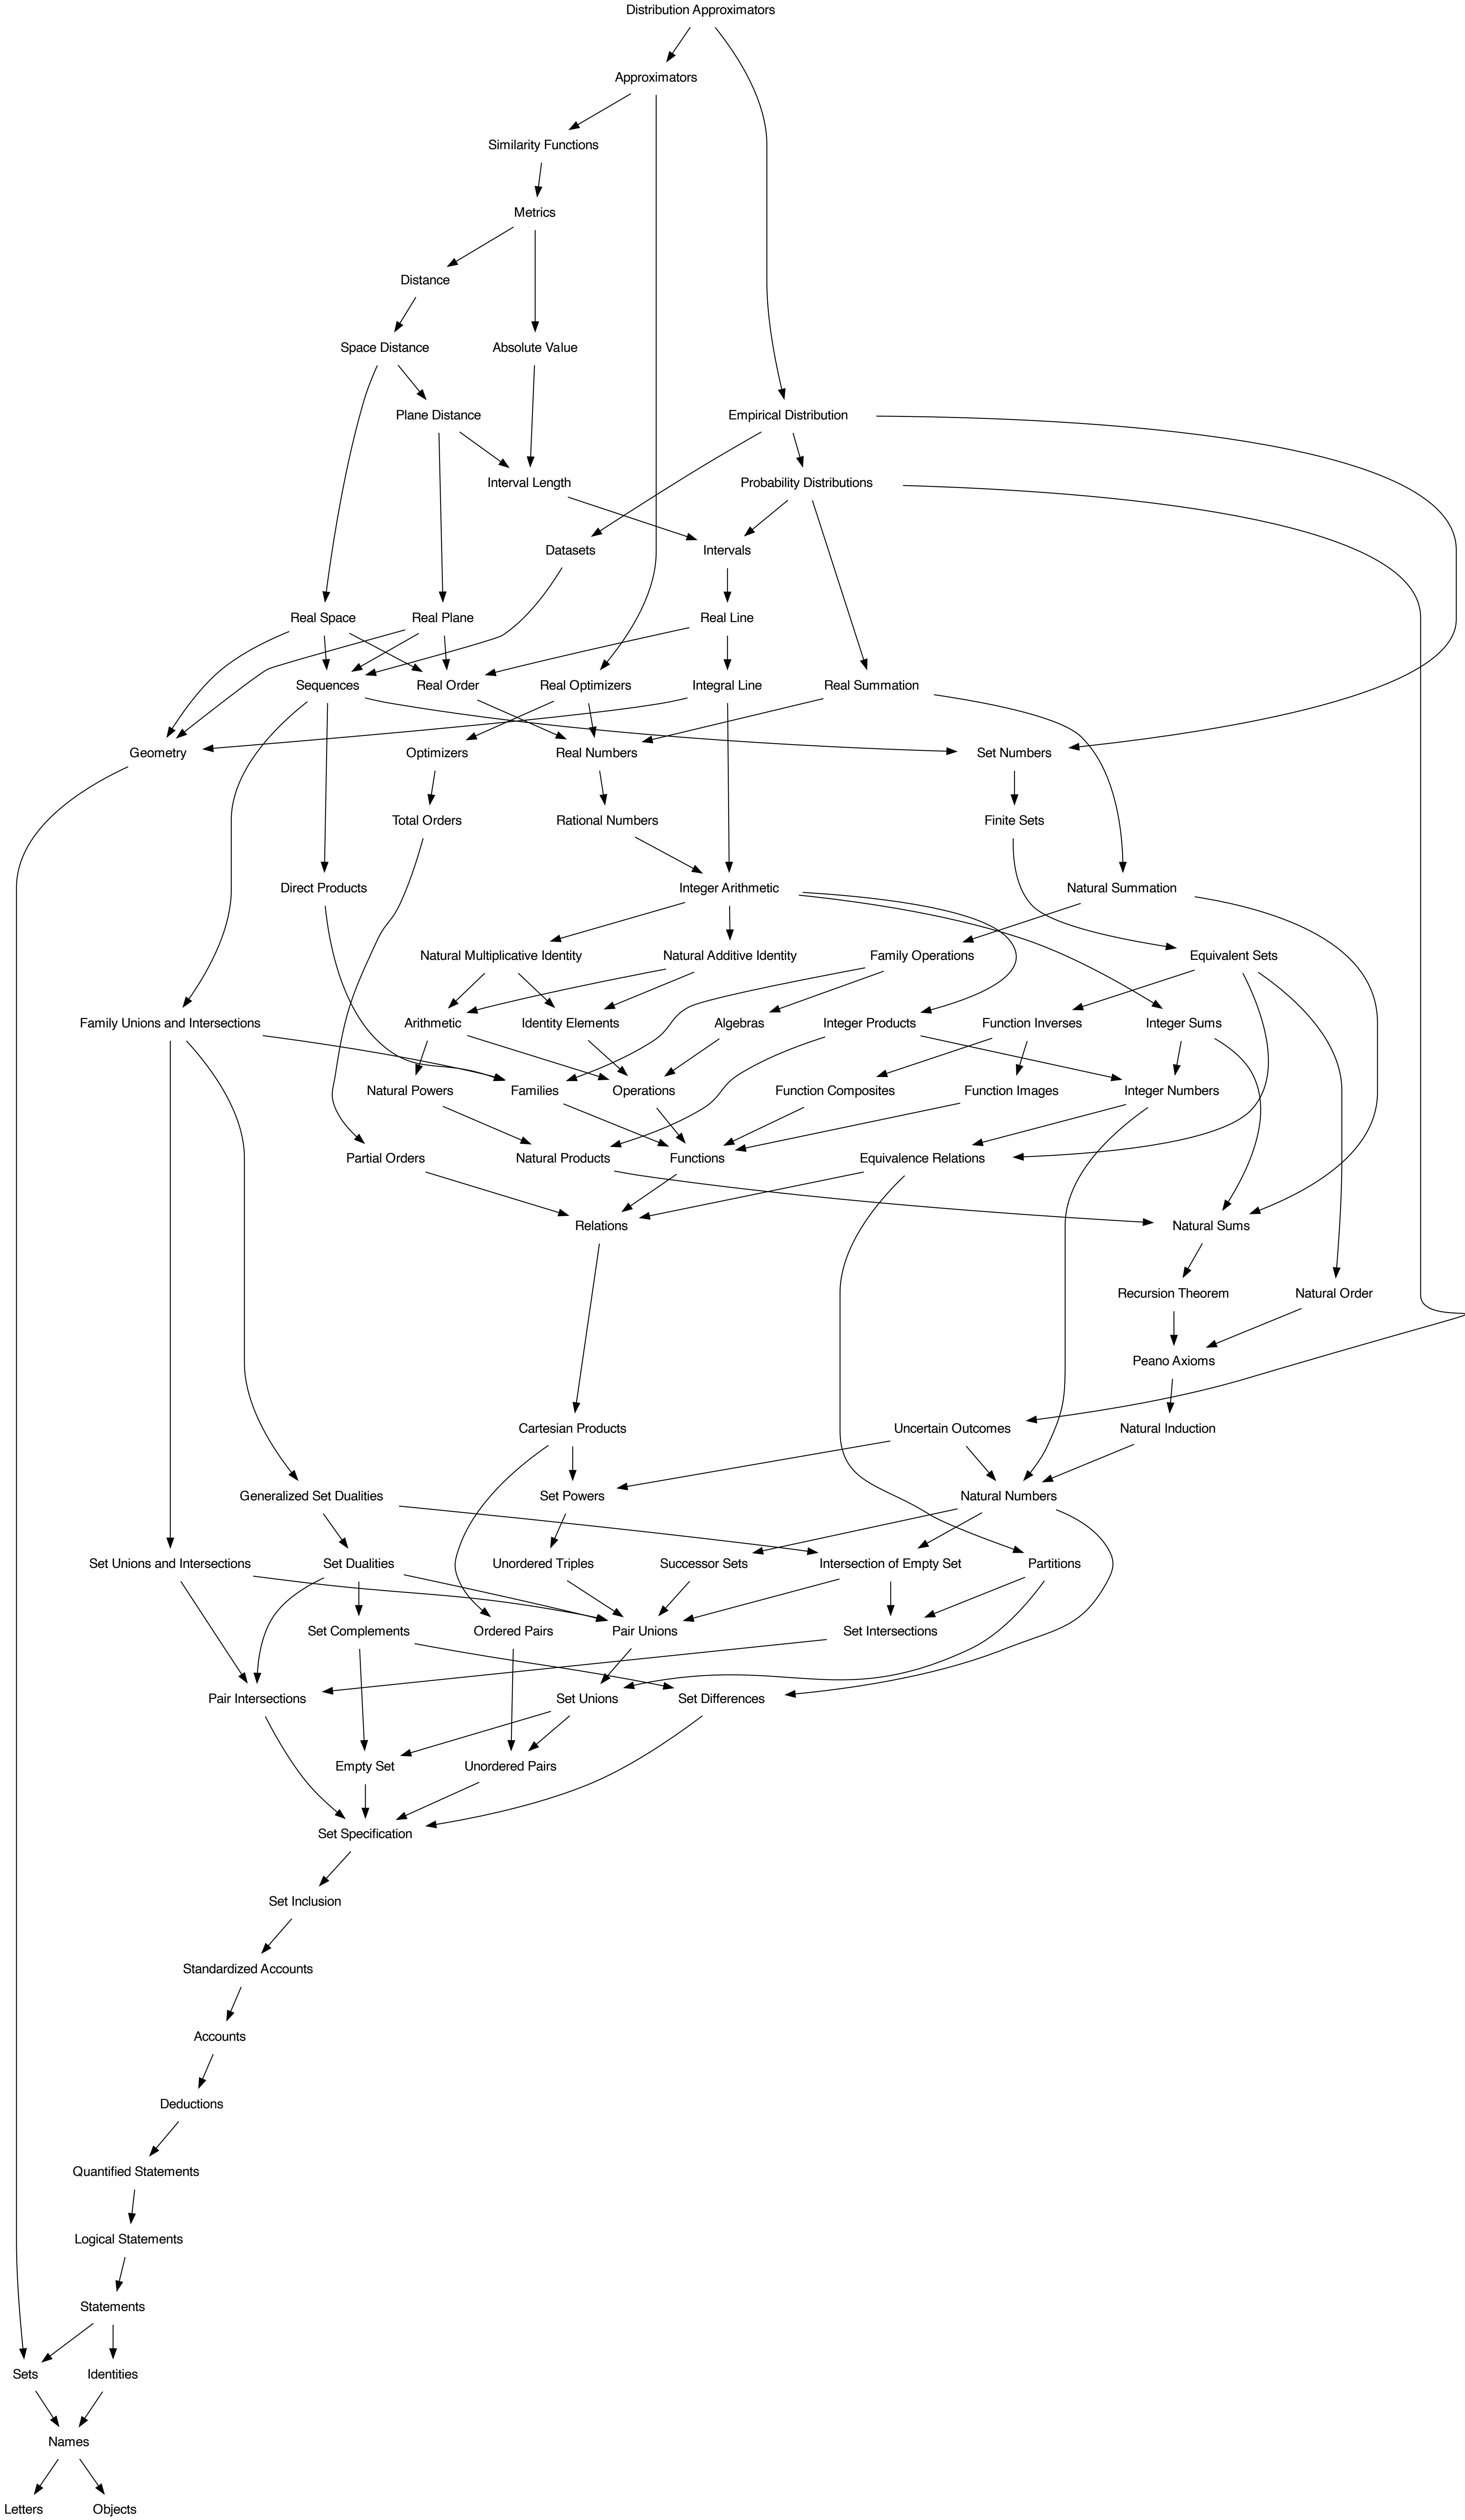 Distribution Approximators
Approximators
Similarity Functions
Metrics
Distance
Space Distance
Absolute Value
Plane Distance
Empirical Distribution
Interval Length
Probability Distributions
Datasets
Intervals
Real Space
Real Plane
Real Line
Sequences
Real Order
Real Optimizers
Integral Line
Real Summation
Geometry
Optimizers
Real Numbers
Set Numbers
Total Orders
Rational Numbers
Finite Sets
Direct Products
Integer Arithmetic
Natural Summation
Natural Multiplicative Identity
Natural Additive Identity
Family Operations
Equivalent Sets
Family Unions and Intersections
Arithmetic
Identity Elements
Algebras
Integer Products
Function Inverses
Integer Sums
Natural Powers
Families
Operations
Function Composites
Function Images
Integer Numbers
Partial Orders
Natural Products
Functions
Equivalence Relations
Relations
Natural Sums
Recursion Theorem
Natural Order
Peano Axioms
Cartesian Products
Uncertain Outcomes
Natural Induction
Generalized Set Dualities
Set Powers
Natural Numbers
Set Unions and Intersections
Set Dualities
Unordered Triples
Successor Sets
Intersection of Empty Set
Partitions
Set Complements
Ordered Pairs
Pair Unions
Set Intersections
Pair Intersections
Set Unions
Set Differences
Empty Set
Unordered Pairs
Set Specification
Set Inclusion
Standardized Accounts
Accounts
Deductions
Quantified Statements
Logical Statements
Statements
Sets
Identities
Names
Letters
Objects